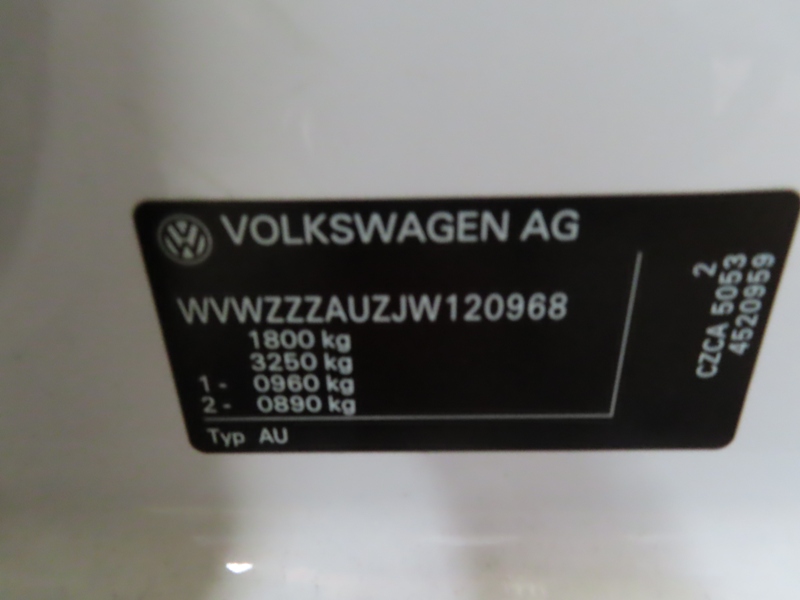 VOLKSWAGEN AG
WVWZZZAUZJW120968
1800 kg
3250 kg
1 - 0960 kg
2 - 0890 kg
Typ AU
2
CZCA 5053
4520959